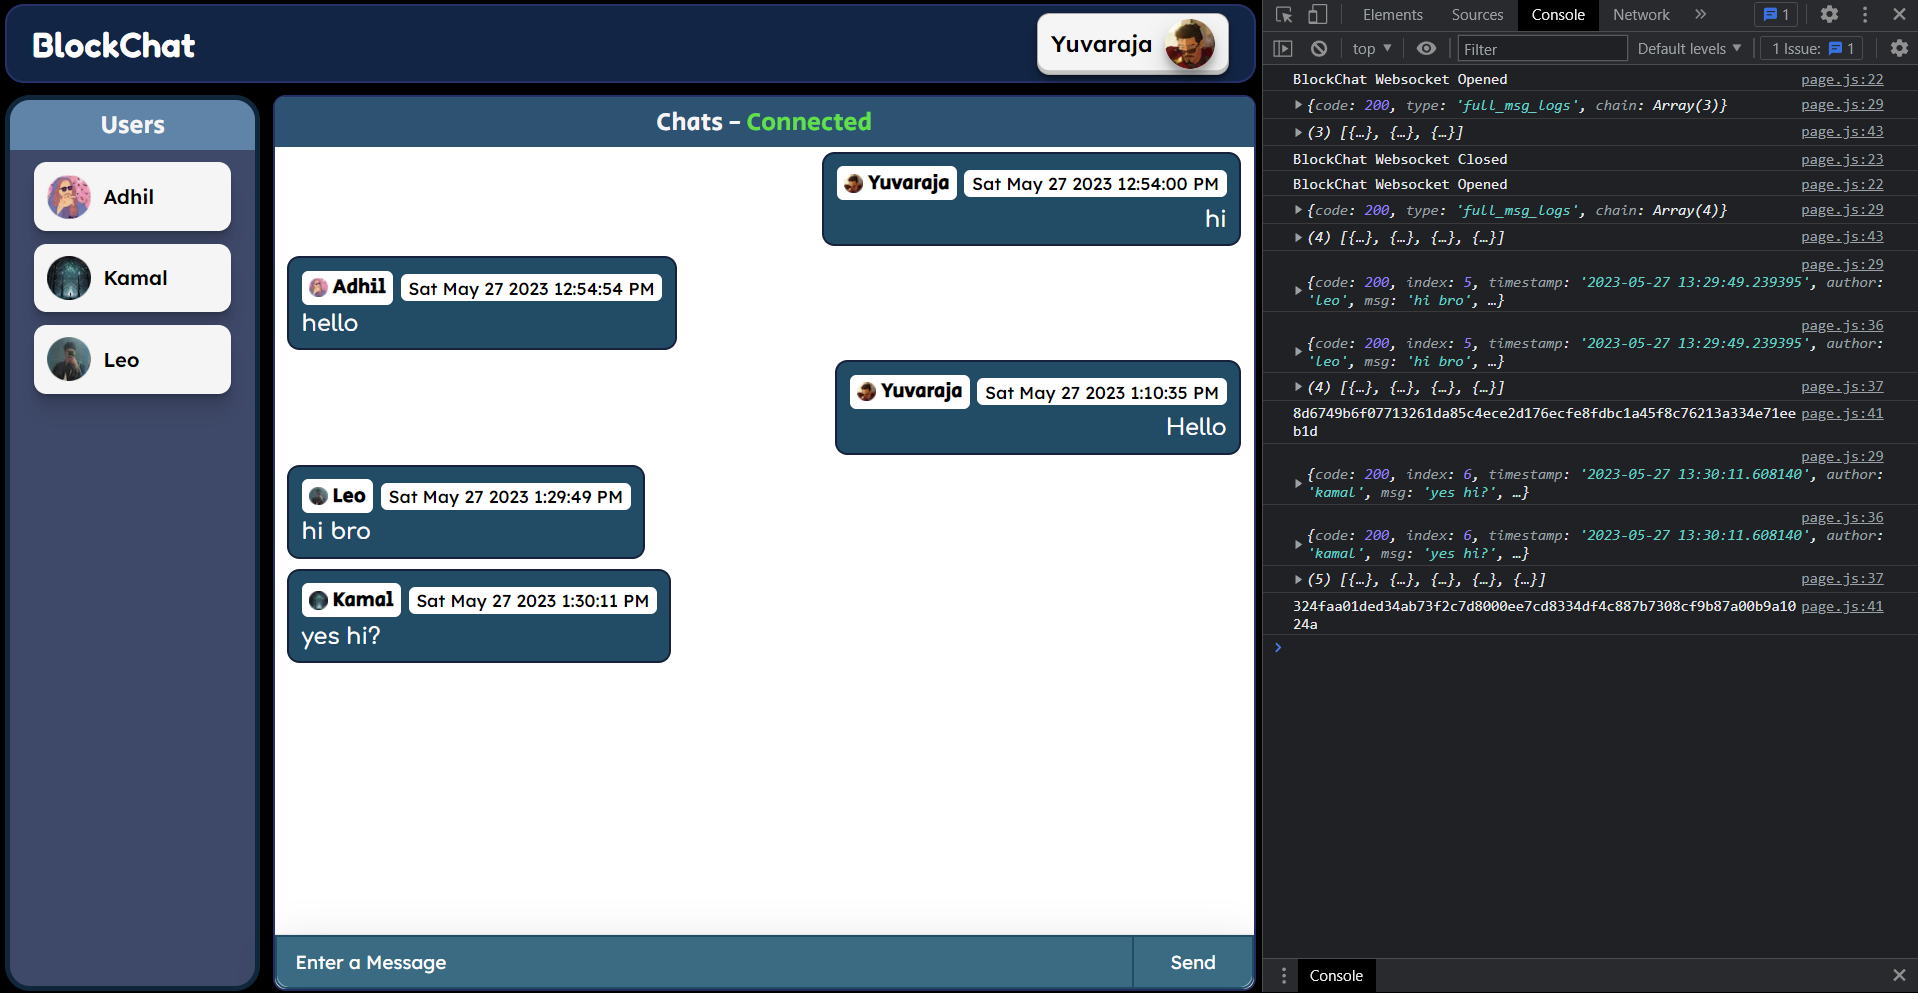 BlockChat
Yuvaraja
Users
Adhil
Kamal
Leo
Chats - Connected
Yuvaraja Sat May 27 2023 12:54:00 PM
hi
Adhil Sat May 27 2023 12:54:54 PM
hello
Yuvaraja Sat May 27 2023 1:10:35 PM
Hello
Leo Sat May 27 2023 1:29:49 PM
hi bro
Kamal Sat May 27 2023 1:30:11 PM
yes hi?
Enter a Message
Send
Elements Sources Console Network » 1
top ▼ Filter Default levels ▼ 1 Issue: 1
BlockChat Websocket Opened page.js:22
{code: 200, type: 'full_msg_logs', chain: Array(3)} page.js:29
(3) [{…}, {…}, {…}] page.js:43
BlockChat Websocket Closed page.js:23
BlockChat Websocket Opened page.js:22
{code: 200, type: 'full_msg_logs', chain: Array(4)} page.js:29
(4) [{…}, {…}, {…}, {…}] page.js:43
page.js:29
{code: 200, index: 5, timestamp: '2023-05-27 13:29:49.239395', author:
'leo', msg: 'hi bro', …}
page.js:36
{code: 200, index: 5, timestamp: '2023-05-27 13:29:49.239395', author:
'leo', msg: 'hi bro', …}
(4) [{…}, {…}, {…}, {…}] page.js:37
8d6749b6f07713261da85c4ece2d176ecfe8fdbc1a45f8c76213a334e71ee page.js:41
b1d
page.js:29
{code: 200, index: 6, timestamp: '2023-05-27 13:30:11.608140', author:
'kamal', msg: 'yes hi?', …}
page.js:36
{code: 200, index: 6, timestamp: '2023-05-27 13:30:11.608140', author:
'kamal', msg: 'yes hi?', …}
(5) [{…}, {…}, {…}, {…}, {…}] page.js:37
324faa01ded34ab73f2c7d8000ee7cd8334df4c887b7308cf9b87a00b9a10 page.js:41
24a
Console